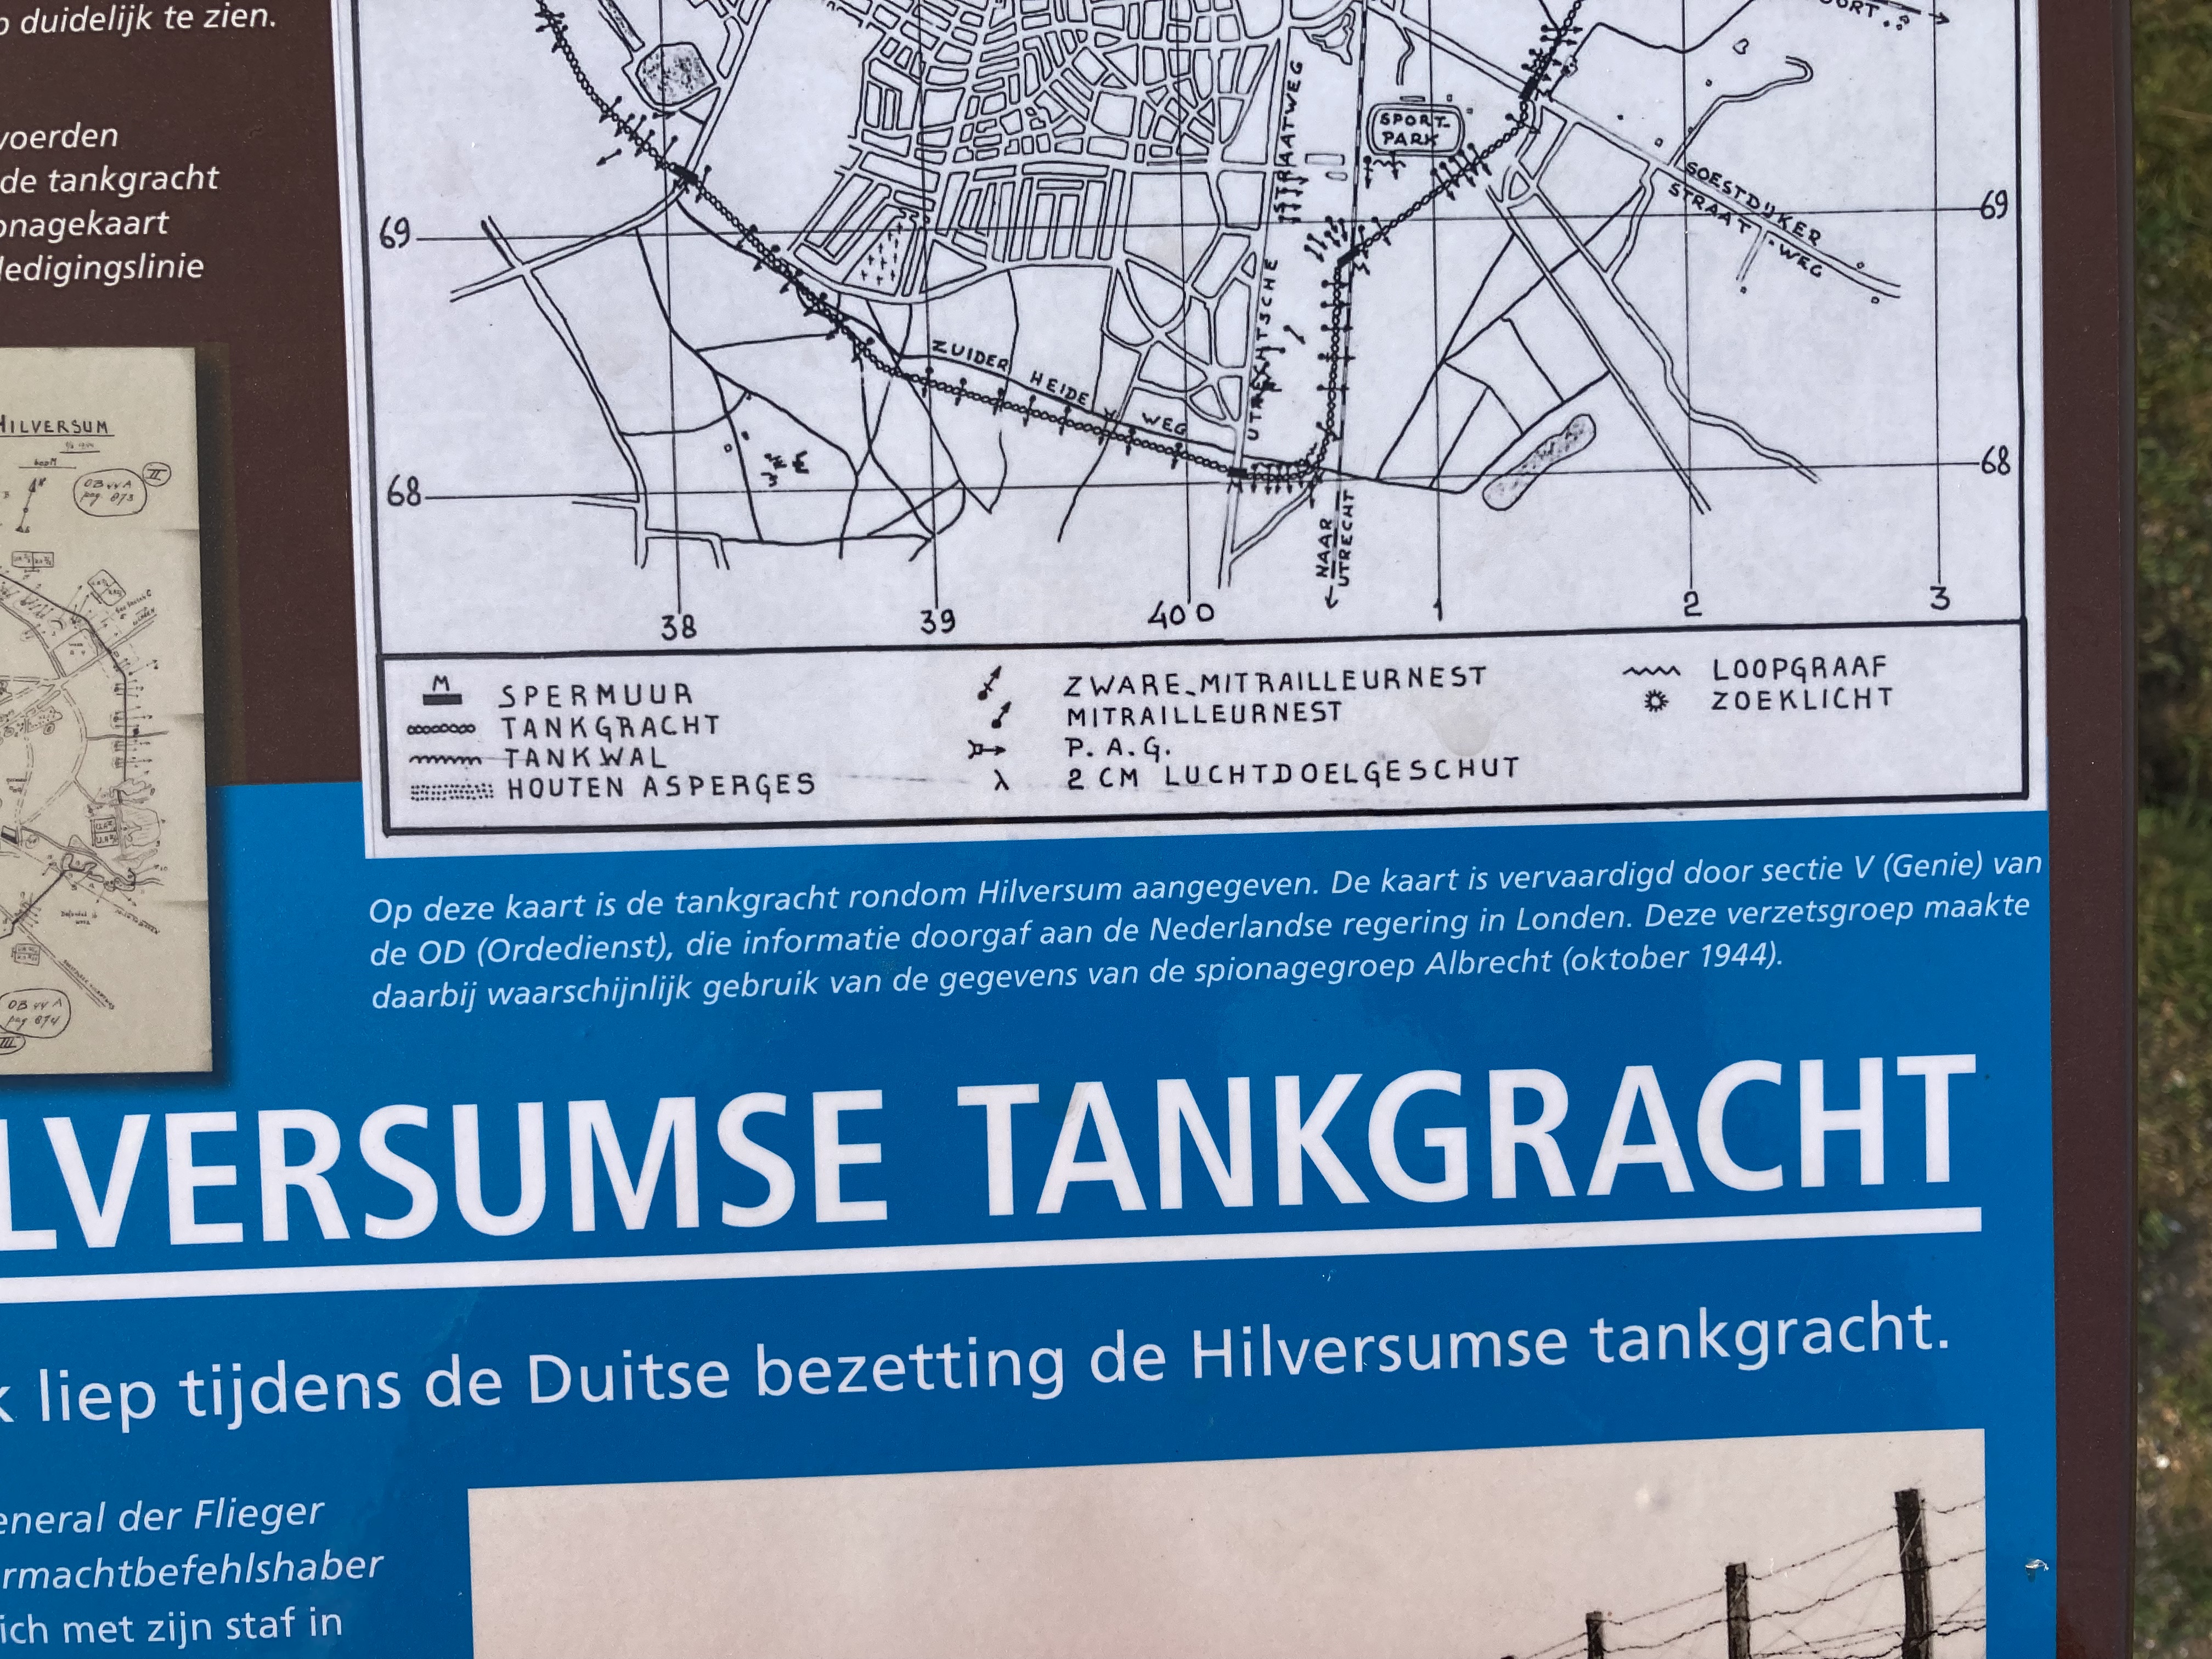 duidelijk te zien.
voerden
de tankgracht
onagekaart
ledigingslinie
HILVERSUM
OB VV A
pag. 873
II
OB VV A
pag 874
III
SPORT-
PARK
STRAATWEG
UTRECHTSCHE
SOESTDIJKER
STRAAT-WEG
ZUIDER HEIDE WEG
NAAR
UTRECHT
69
69
68
68
38
39
400
1
2
3
M
SPERMUUR
TANKGRACHT
TANKWAL
HOUTEN ASPERGES
ZWARE-MITRAILLEURNEST
MITRAILLEURNEST
P.A.G.
2 CM LUCHTDOELGESCHUT
LOOPGRAAF
ZOEKLICHT
Op deze kaart is de tankgracht rondom Hilversum aangegeven. De kaart is vervaardigd door sectie V (Genie) van
de OD (Ordedienst), die informatie doorgaf aan de Nederlandse regering in Londen. Deze verzetsgroep maakte
daarbij waarschijnlijk gebruik van de gegevens van de spionagegroep Albrecht (oktober 1944).
LVERSUMSE TANKGRACHT
k liep tijdens de Duitse bezetting de Hilversumse tankgracht.
eneral der Flieger
rmachtbefehlshaber
ich met zijn staf in